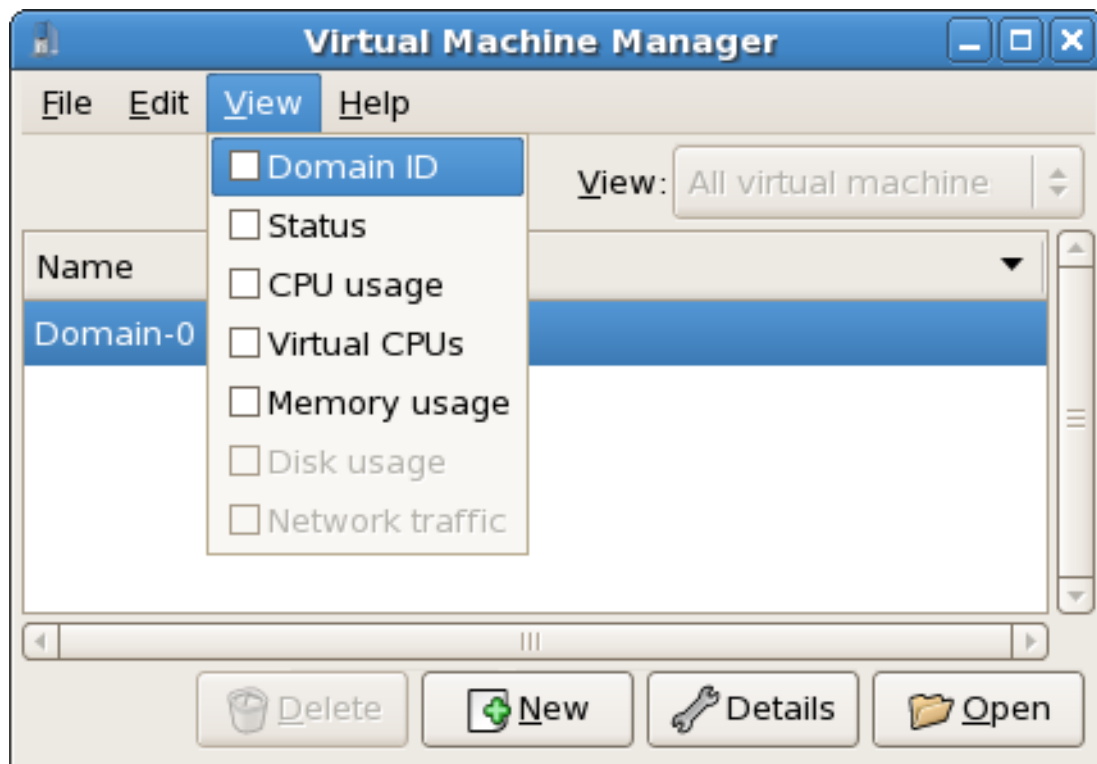 Virtual Machine Manager
File Edit View Help
Domain ID
View: All virtual machine
Status
Name
CPU usage
Domain-0
Virtual CPUs
Memory usage
Disk usage
Network traffic
Delete New Details Open